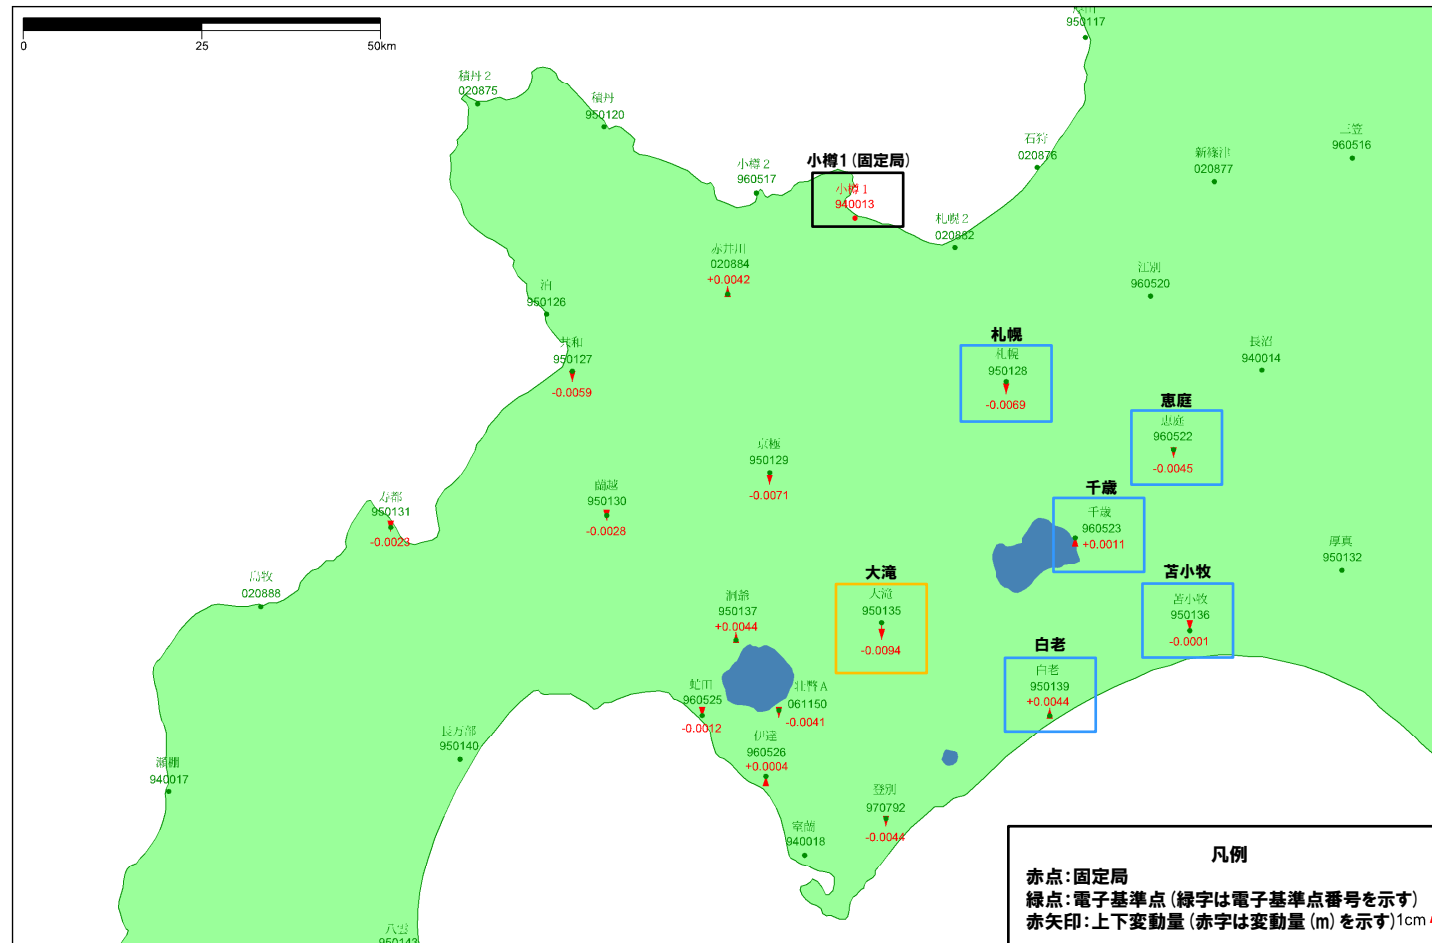 0 25 50km
950117
積丹２
020875
積丹
950120
小樽２
960517
小樽1(固定局)
小樽１
940013
札幌２
020882
石狩
020876
新篠津
020877
三笠
960516
赤井川
020884
+0.0042
泊
950126
共和
950127
-0.0059
江別
960520
長沼
940014
札幌
札幌
950128
-0.0069
恵庭
恵庭
960522
-0.0045
京極
950129
-0.0071
蘭越
950130
-0.0028
寿都
950131
-0.0023
千歳
千歳
960523
+0.0011
厚真
950132
島牧
020888
大滝
大滝
950135
-0.0094
苫小牧
苫小牧
950136
-0.0001
洞爺
950137
+0.0044
白老
白老
950139
+0.0044
虻田
960525
-0.0012
壮瞥Ａ
061150
-0.0041
伊達
960526
+0.0004
長万部
950140
瀬棚
940017
登別
970792
-0.0044
室蘭
940018
八雲
950143
凡例
赤点:固定局
緑点:電子基準点(緑字は電子基準点番号を示す)
赤矢印:上下変動量(赤字は変動量(m)を示す)1cm